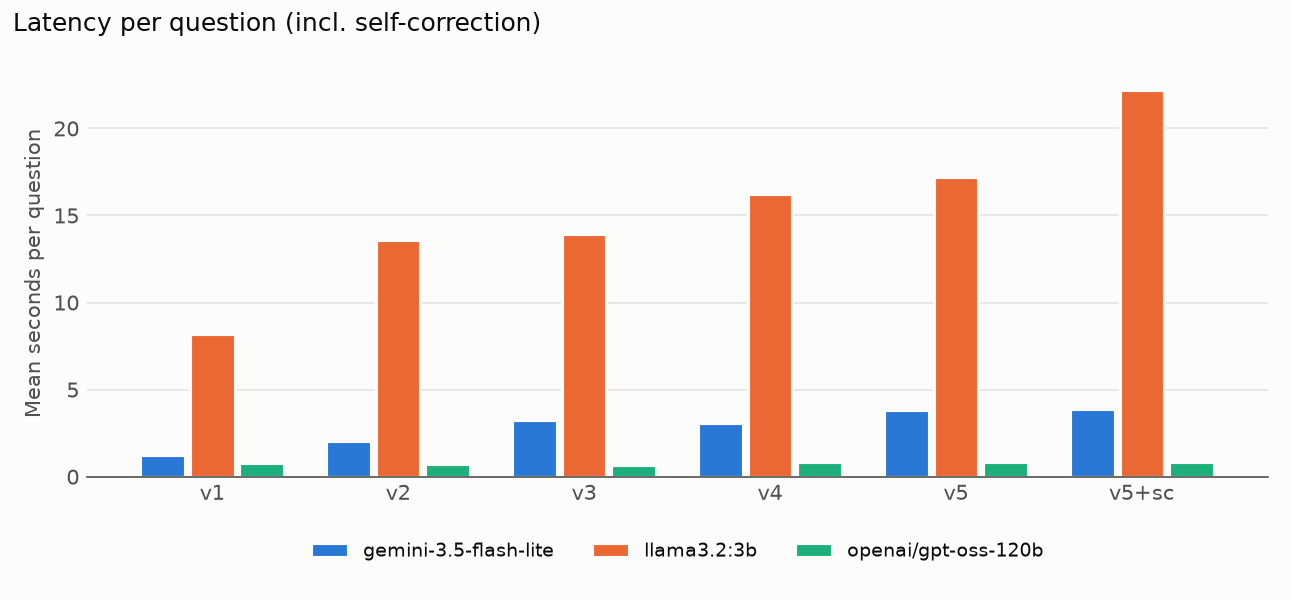 Latency per question (incl. self-correction)
Mean seconds per question
20
15
10
5
0
v1 v2 v3 v4 v5 v5+sc
gemini-3.5-flash-lite llama3.2:3b openai/gpt-oss-120b